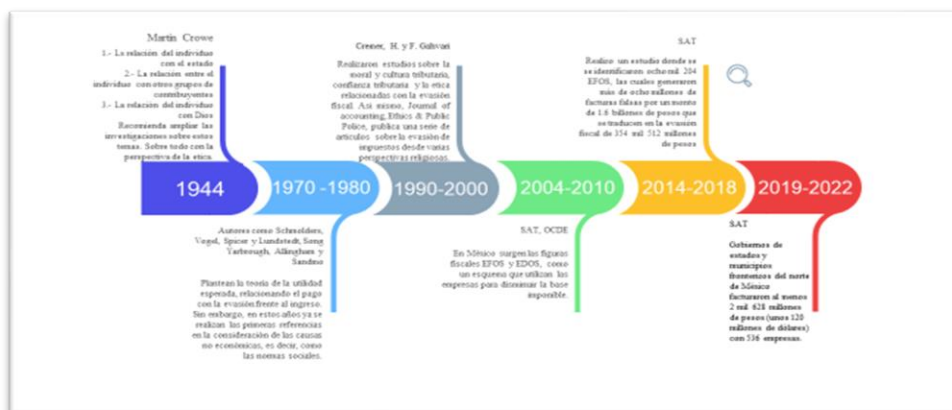 Martin Crowe
1.- La relación del individuo
con el estado
2.- La relación entre el
individuo con otros grupos de
contribuyentes
3.- La relación del individuo
con Dios
Recomienda ampliar las
investigaciones sobre estos
temas. Sobre todo con la
perspectiva de la etica.
1944
1970 -1980
Autores como Schmolders,
Vogel, Spicer y Lundstedt, Song
Yarbrough, Allingham y
Sandmo
Plantean la teoría de la utilidad
esperada, relacionando el pago
con la evasión frente al ingreso.
Sin embargo, en estos años ya se
realizan las primeras referencias
en la consideración de las causas
no económicas, es decir, como
las normas sociales.
Cremer, H. y F. Gahvari
Realizaron estudios sobre la
moral y cultura tributaria,
confianza tributaria y la etica
relacionadas con la evasión
fiscal. Asi mismo, Journal of
accounting, Ethics & Public
Police, publica una serie de
articulos sobre la evasión de
impuestos desde varias
perspectivas religiosas.
1990-2000
2004-2010
SAT, OCDE
En México surgen las figuras
fiscales EFOS y EDOS, como
un esquema que utilizan las
empresas para disminuir la base
imponible.
SAT
Realizo un estudio donde se
se identificaron ocho mil 204
EFOS, las cuales generaron
más de ocho millones de
facturas falsas por un monto
de 1.6 billones de pesos que
se traducen en la evasión
fiscal de 354 mil 512 millones
de pesos
2014-2018
2019-2022
SAT
Gobiernos de
estados y
municipios
fronterizos del norte
de México
facturaron al menos
2 mil 628 millones
de pesos (unos 120
millones de dólares)
con 536 empresas.